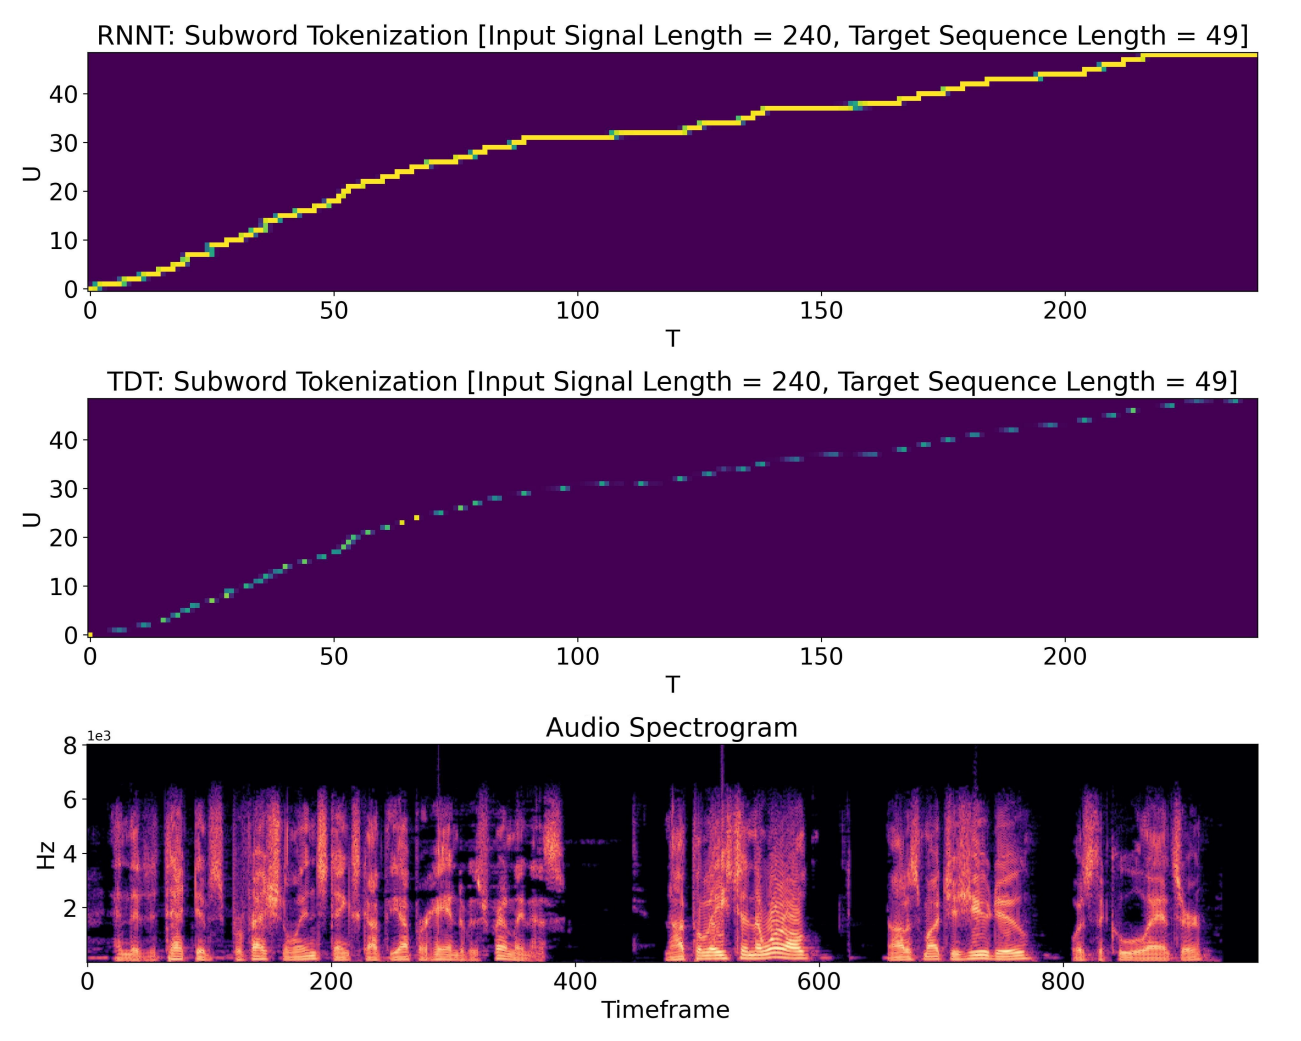 RNNT: Subword Tokenization [Input Signal Length = 240, Target Sequence Length = 49]
40
30
20
10
0
U
0 50 100 150 200
T
TDT: Subword Tokenization [Input Signal Length = 240, Target Sequence Length = 49]
40
30
20
10
0
U
0 50 100 150 200
T
Audio Spectrogram
1e3
8
6
4
2
Hz
0 200 400 600 800
Timeframe